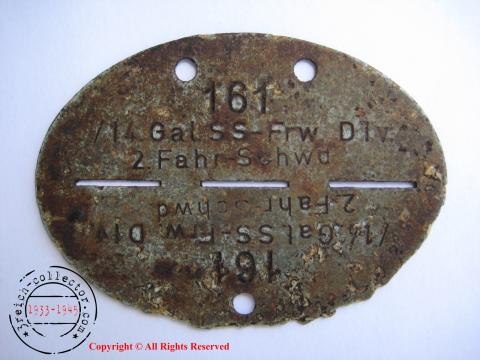 161
/14.Gal.SS-Frw. Div.
2.Fahr-Schwd
2.Fahr-Schwd
/14.Gal.SS-Frw. Div.
161
3reich-collector.com
1933-1945
Copyright © All Rights Reserved